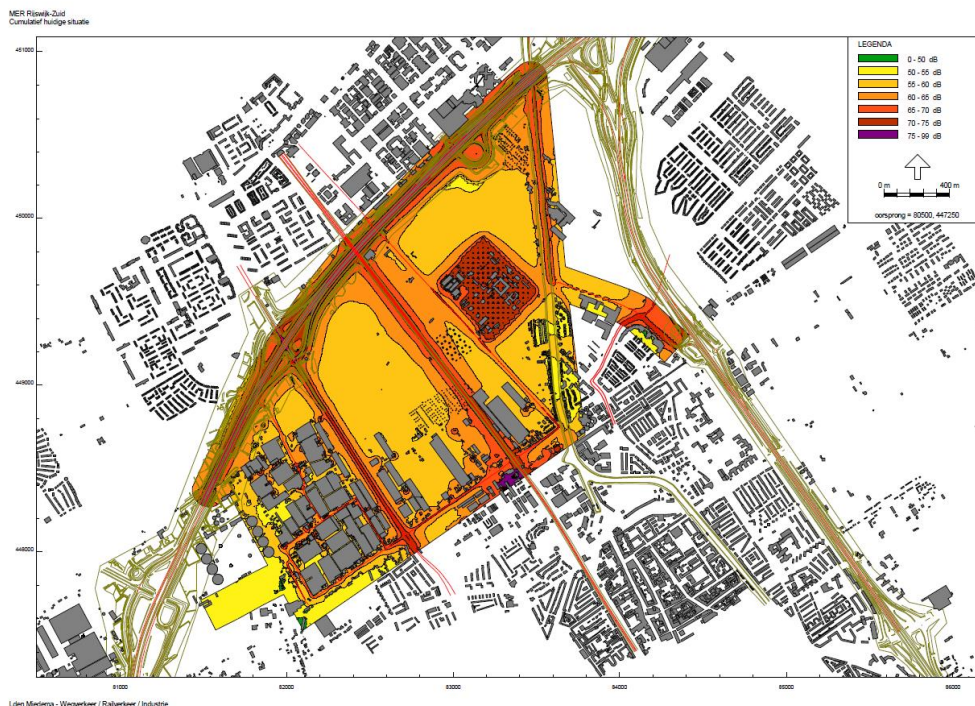 MER Rijswijk-Zuid
Cumulatief huidige situatie
LEGENDA
0 - 50 dB
50 - 55 dB
55 - 60 dB
60 - 65 dB
65 - 70 dB
70 - 75 dB
75 - 99 dB
0 m 400 m
oorsprong = 80500, 447250
451000
450000
449000
448000
81000 82000 83000 84000 85000 86000
Lden Miedema - Wegverkeer / Railverkeer / Industrie